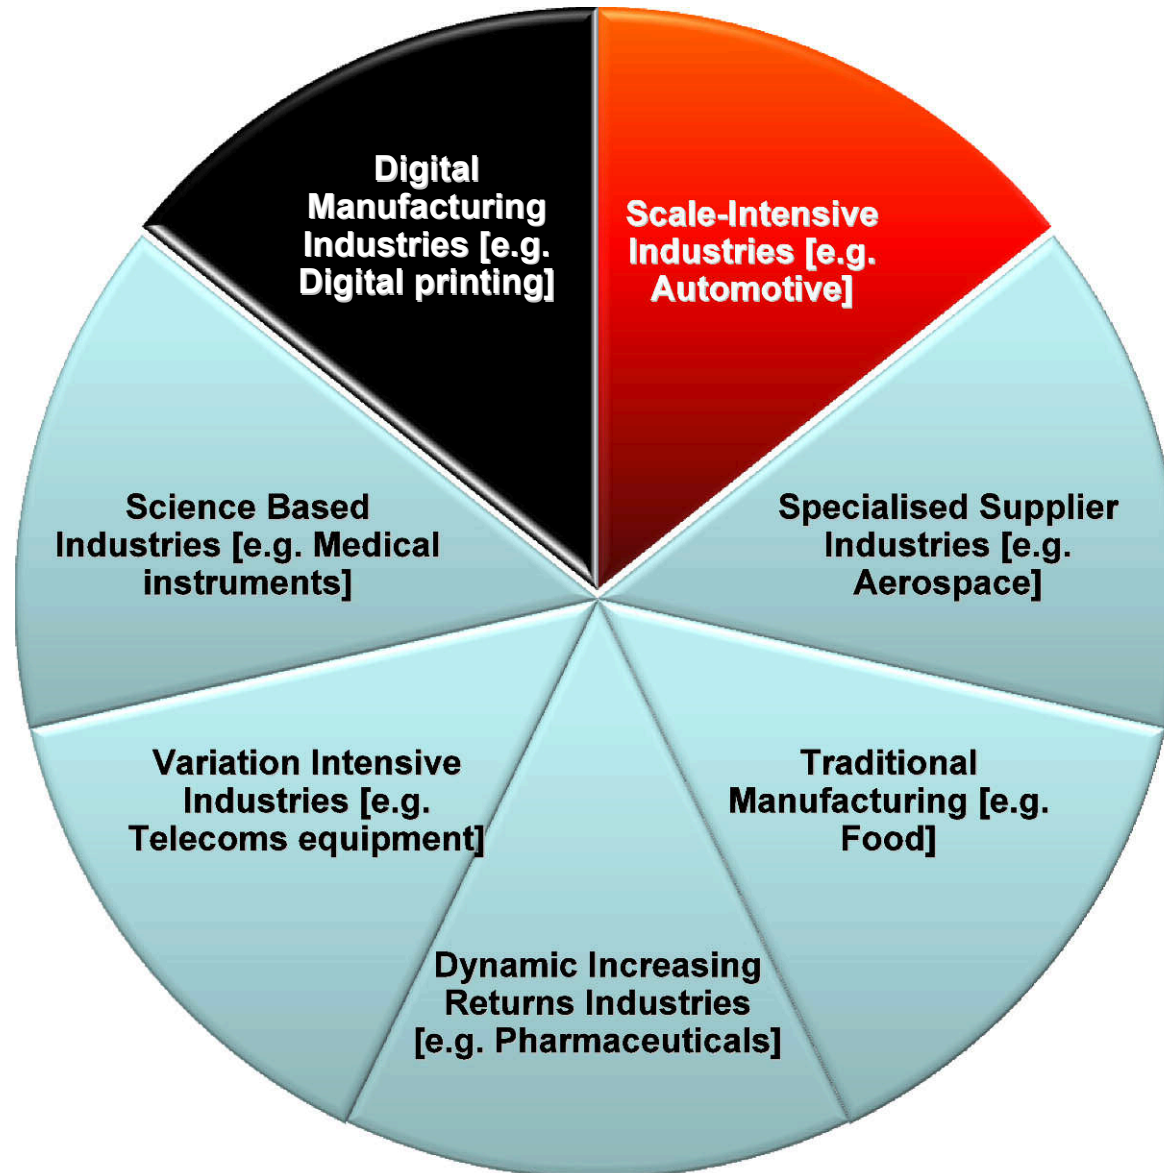 Digital
Manufacturing
Industries [e.g.
Digital printing]
Scale-Intensive
Industries [e.g.
Automotive]
Science Based
Industries [e.g. Medical
instruments]
Specialised Supplier
Industries [e.g.
Aerospace]
Variation Intensive
Industries [e.g.
Telecoms equipment]
Traditional
Manufacturing [e.g.
Food]
Dynamic Increasing
Returns Industries
[e.g. Pharmaceuticals]